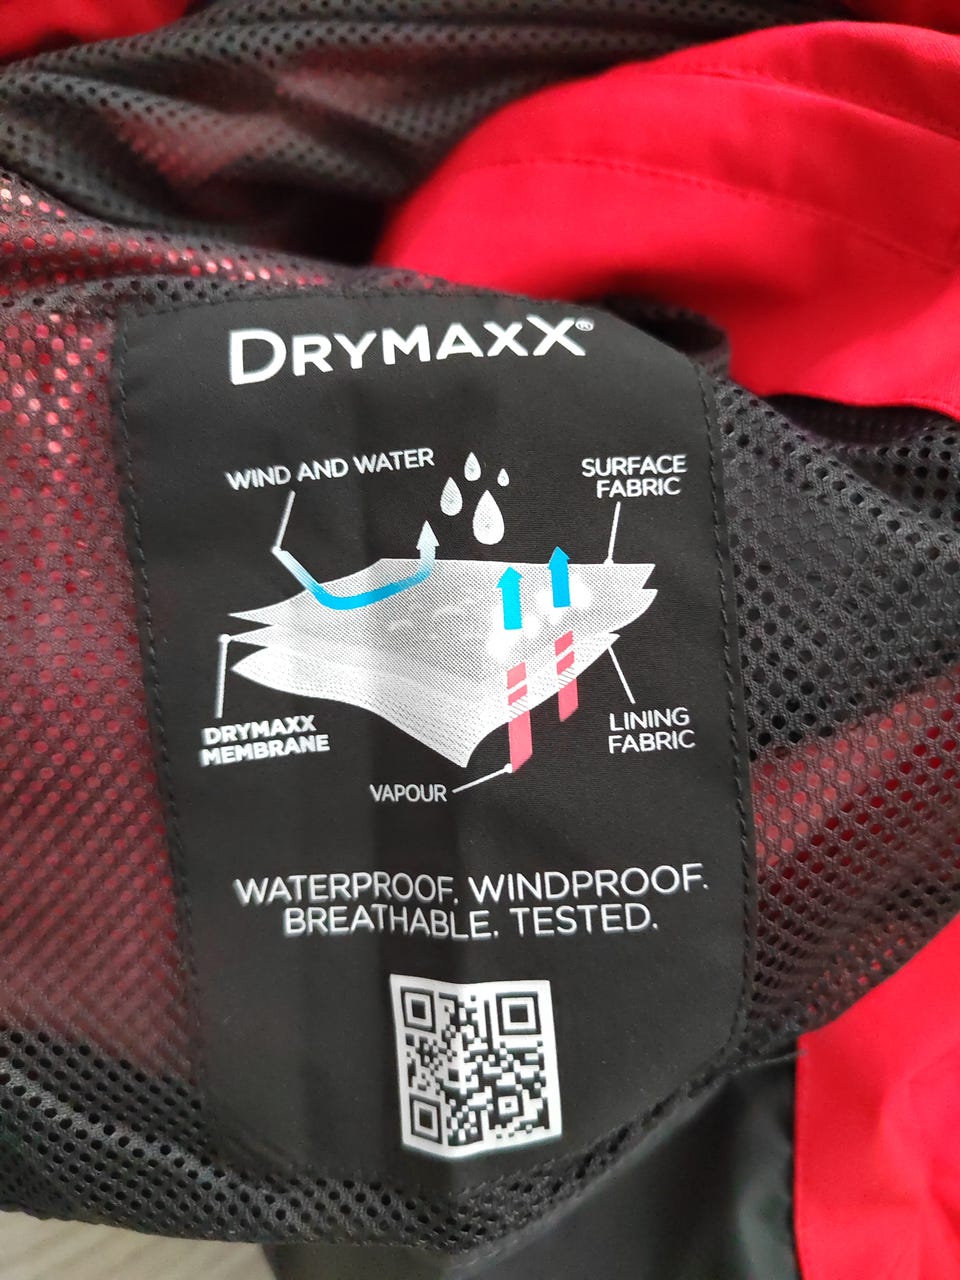 DRYMAXX®
WIND AND WATER
SURFACE
FABRIC
DRYMAXX
MEMBRANE
LINING
FABRIC
VAPOUR
WATERPROOF. WINDPROOF.
BREATHABLE. TESTED.